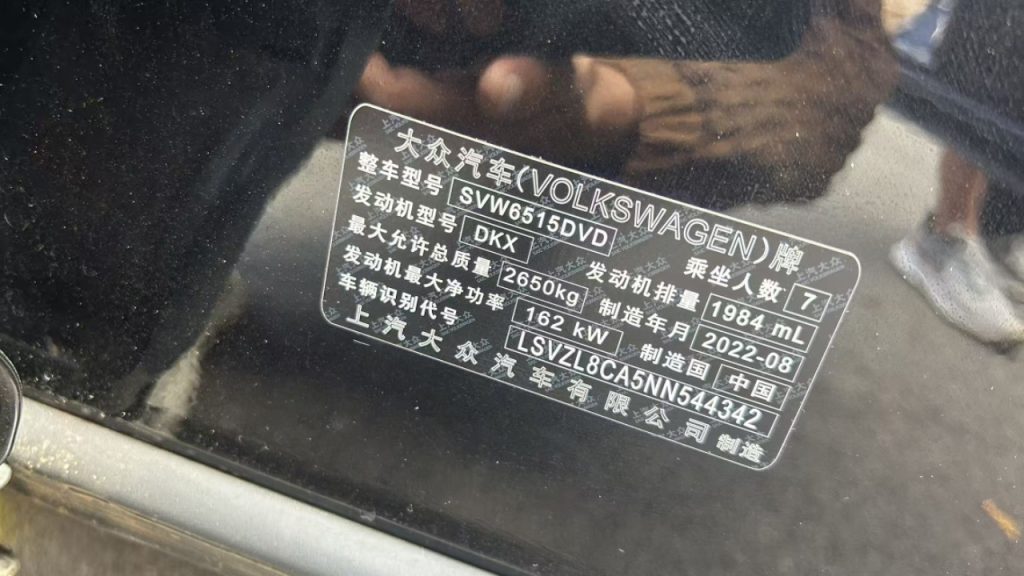 大众汽车(VOLKSWAGEN)牌
整车型号 SVW6515DVD 乘坐人数 7
发动机型号 DKX 发动机排量 1984 mL
最大允许总质量 2650kg 制造年月 2022-08
发动机最大净功率 162 kW 制造国 中国
车辆识别代号 LSVZL8CA5NN544342
上汽大众汽车有限公司 制造